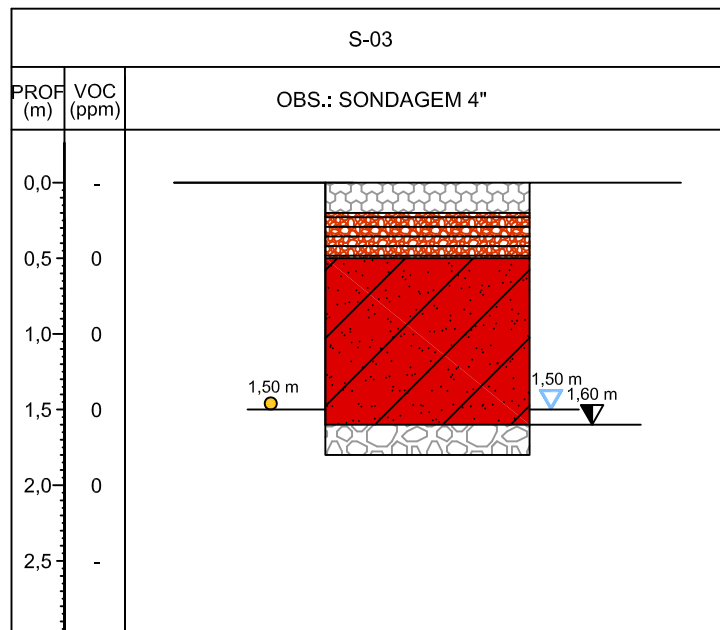 S-03
PROF
(m)
VOC
(ppm)
OBS.: SONDAGEM 4"
0,0
-
0,5
0
1,0
0
1,50 m
1,50 m
1,60 m
1,5
0
2,0
0
2,5
-